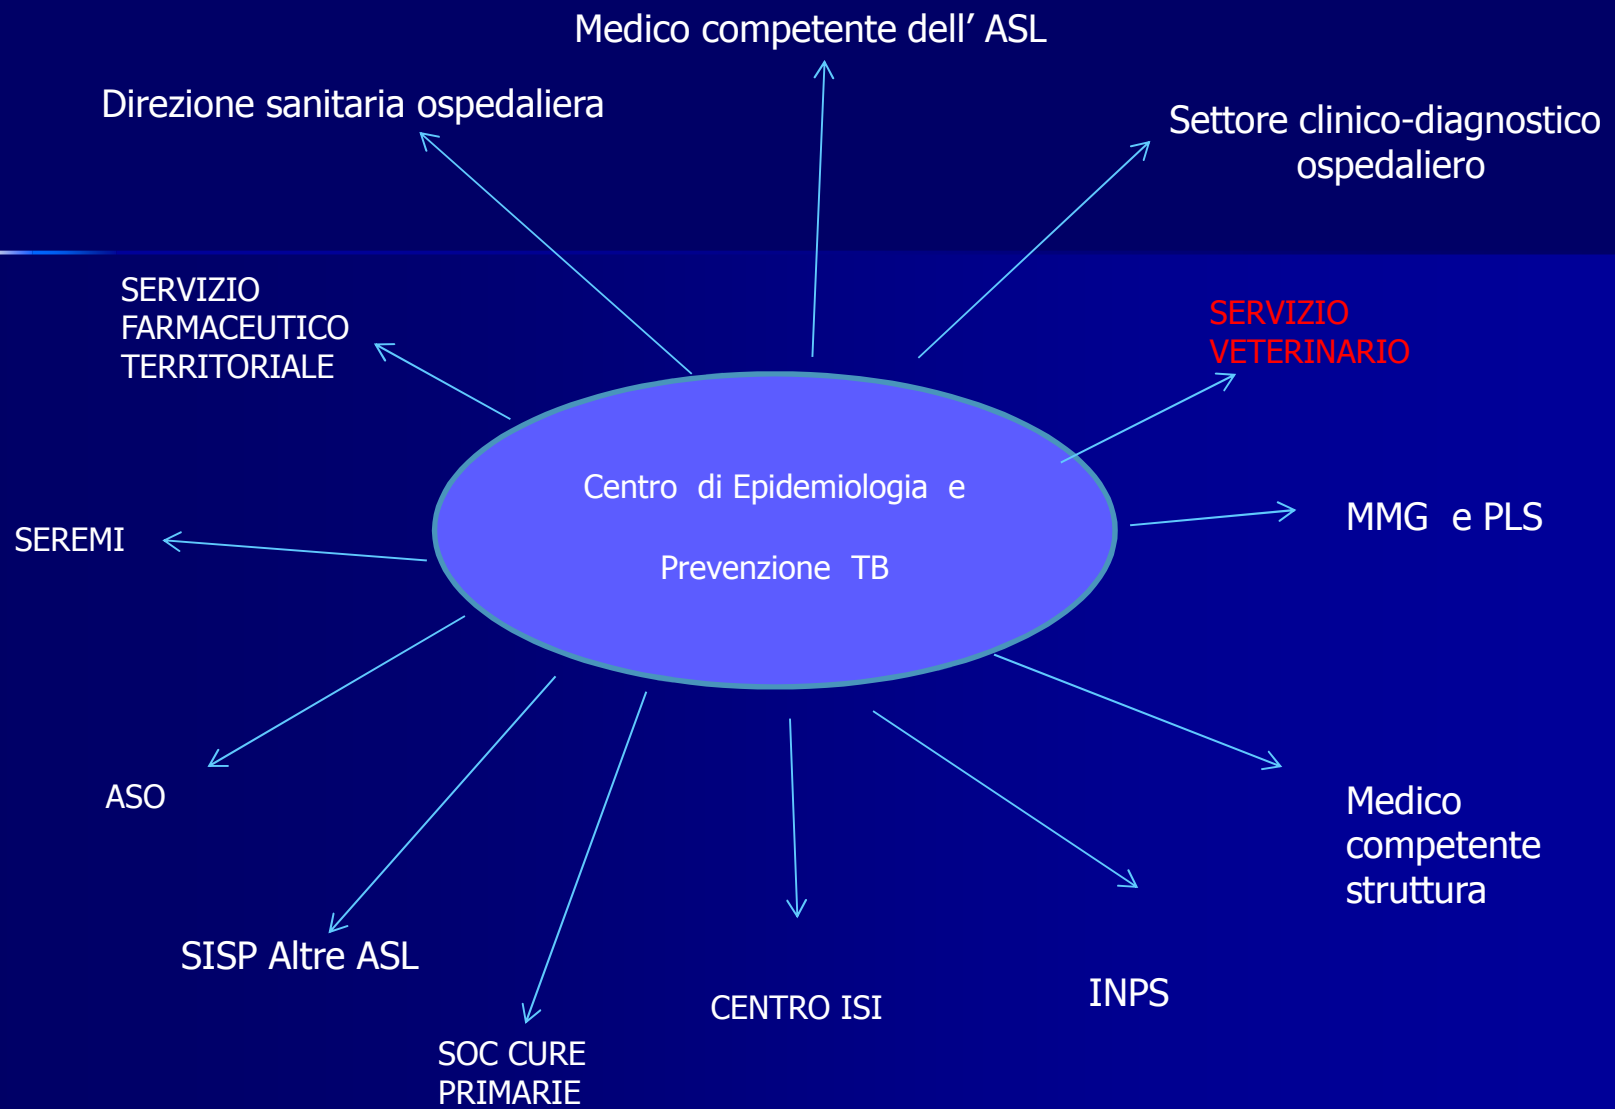 Medico competente dell' ASL
Direzione sanitaria ospedaliera
Settore clinico-diagnostico
ospedaliero
SERVIZIO
FARMACEUTICO
TERRITORIALE
SERVIZIO
VETERINARIO
Centro di Epidemiologia e
Prevenzione TB
MMG e PLS
SEREMI
ASO
Medico
competente
struttura
SISP Altre ASL
INPS
CENTRO ISI
SOC CURE
PRIMARIE